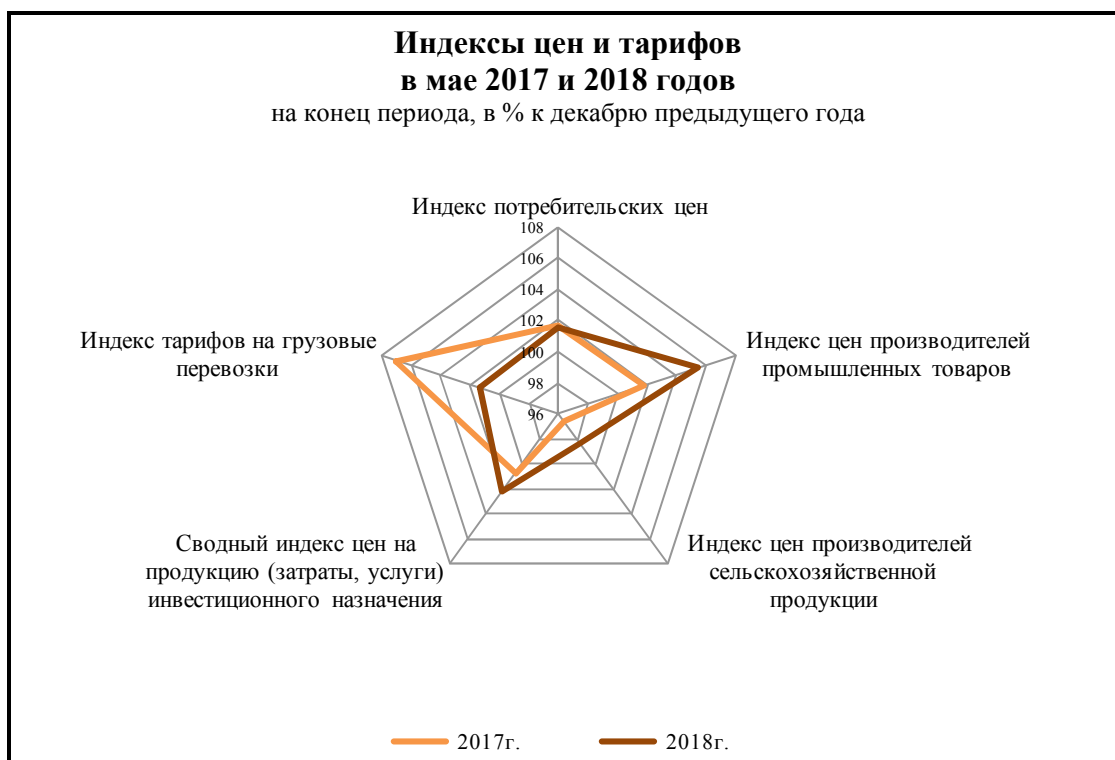 Индексы цен и тарифов
в мае 2017 и 2018 годов
на конец периода, в % к декабрю предыдущего года
Индекс потребительских цен
108
106
104
102
100
98
96
Индекс тарифов на грузовые
перевозки
Индекс цен производителей
промышленных товаров
Сводный индекс цен на
продукцию (затраты, услуги)
инвестиционного назначения
Индекс цен производителей
сельскохозяйственной
продукции
2017г.
2018г.